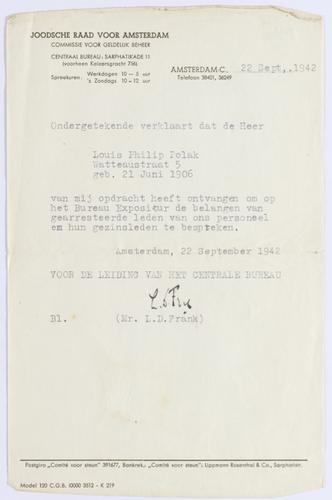 JOODSCHE RAAD VOOR AMSTERDAM
COMMISSIE VOOR GELDELIJK BEHEER
CENTRAAL BUREAU: SARPHATIKADE 11
(voorheen Keizersgracht 756)
Spreekuren: Werkdagen 10 — 5 uur
's Zondags 10 — 12 uur
AMSTERDAM-C., 22 Sept,. 1942
Telefoon 38401, 36249
Ondergetekende verklaart dat de Heer
Louis Philip Polak
Watteaustraat 5
geb. 21 Juni 1906
van mij opdracht heeft ontvangen om op
het Bureau Expositur de belangen van
gearresteerde leden van ons personeel
em hun gezinsleden te bespreken.
Amsterdam, 22 September 1942
VOOR DE LEIDING VAN HET CENTRALE BUREAU
Bl. (Mr. L.D.Frank)
Postgiro „Comité voor steun" 391677, Bankrek. „Comité voor steun": Lippmann Rosenthal & Co., Sarphatistr.
Model 120 C.G.B. 10000 3512 - K 219